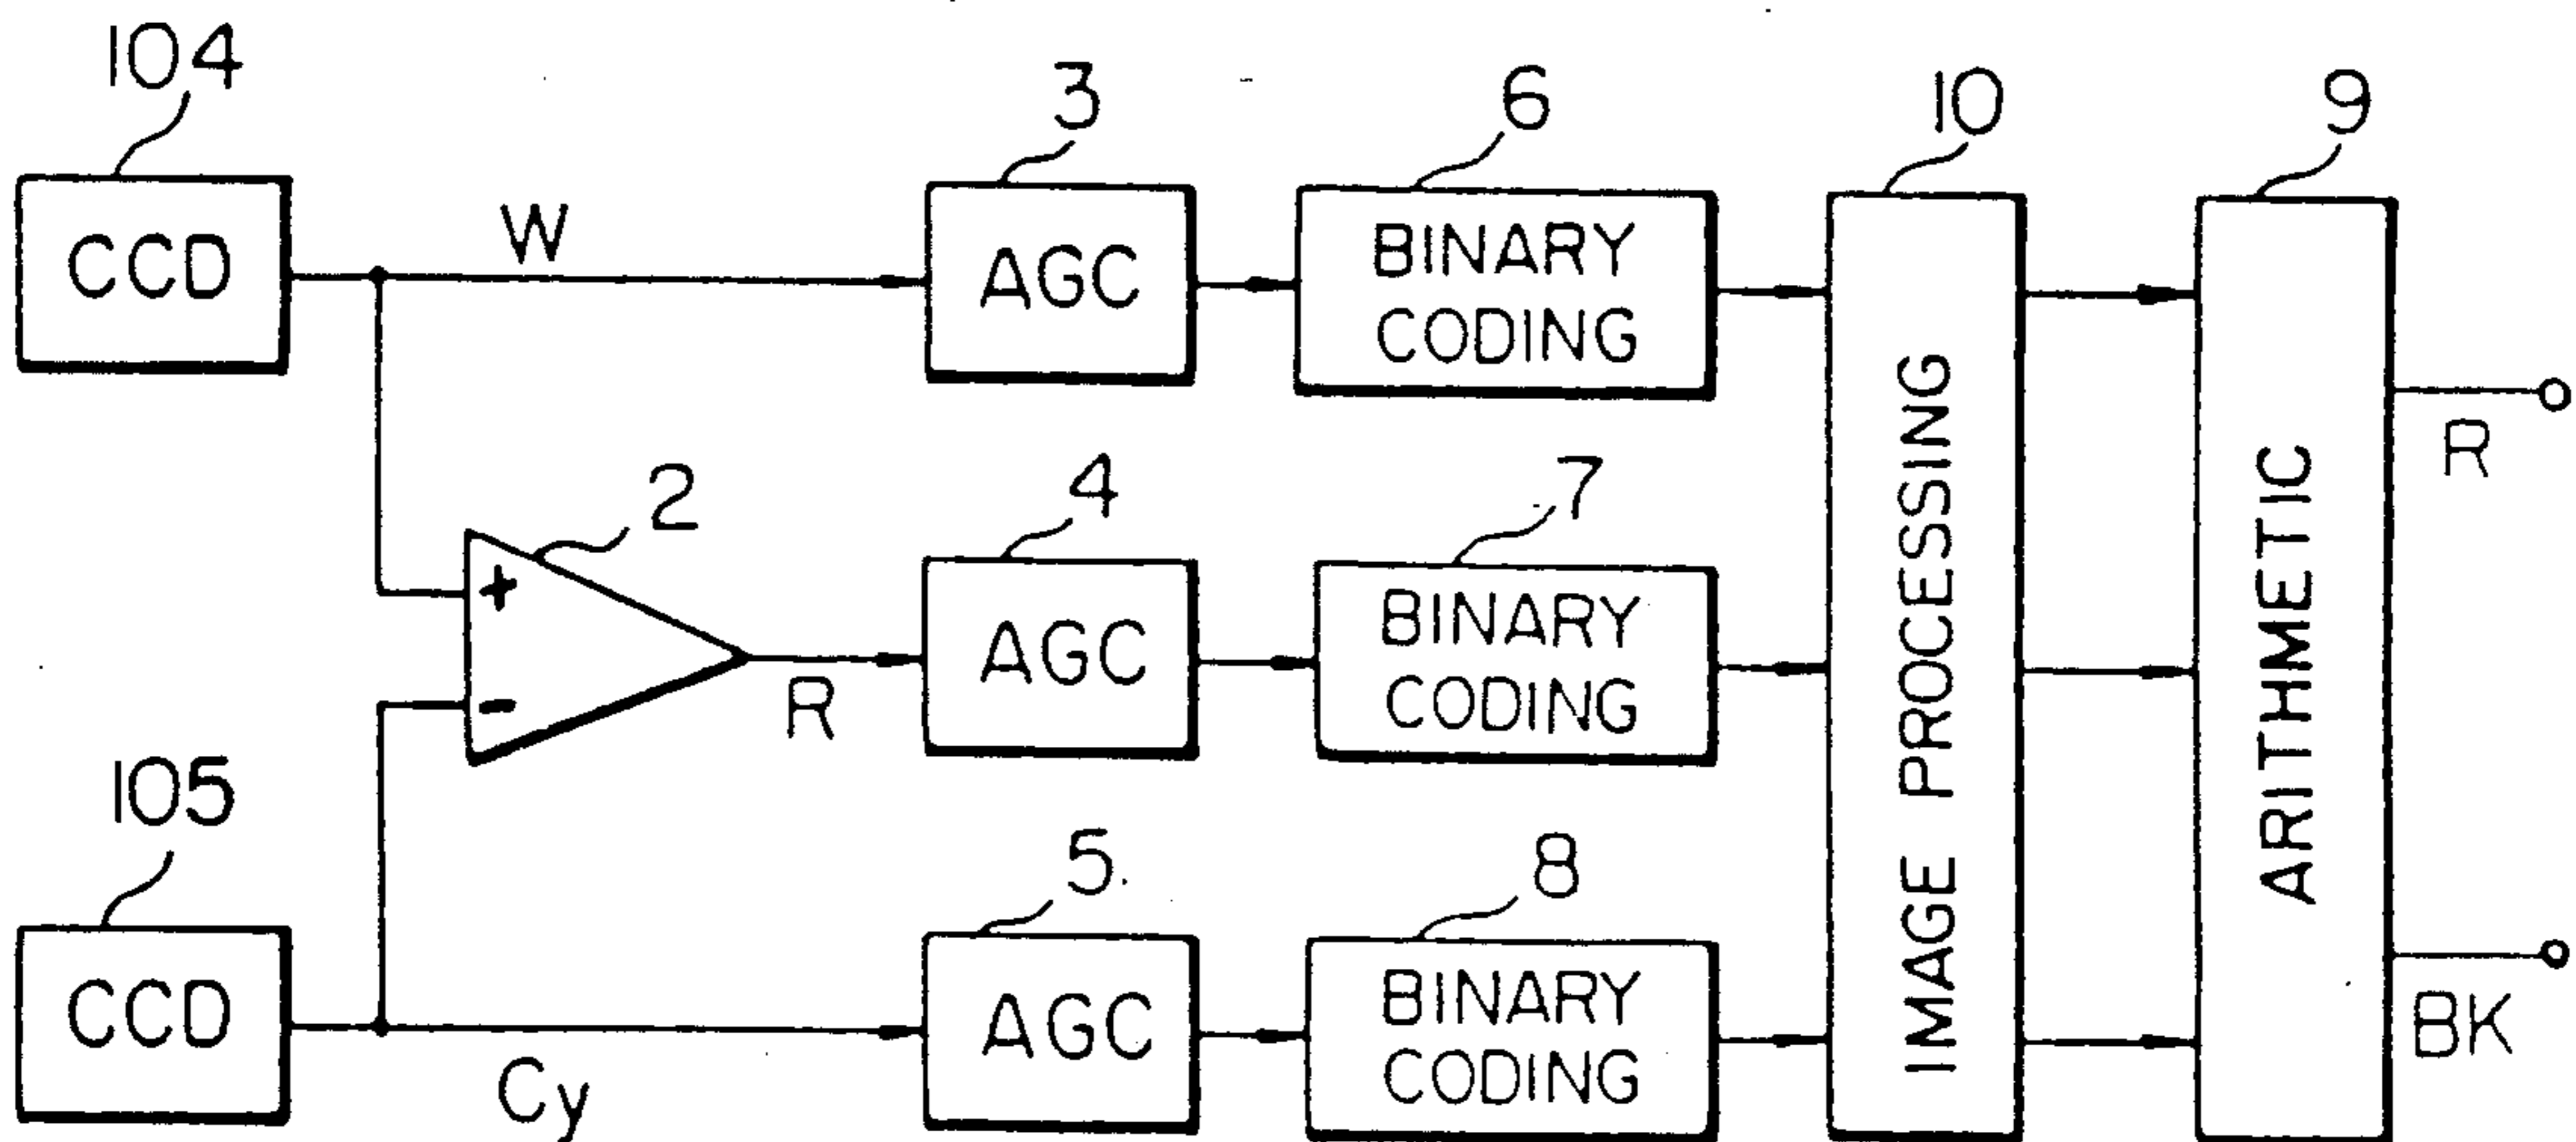 104
3
6
10
9
CCD
W
AGC
BINARY
CODING
R
2
4
7
+
-
R
AGC
BINARY
CODING
IMAGE PROCESSING
ARITHMETIC
105
5
8
CCD
Cy
AGC
BINARY
CODING
BK